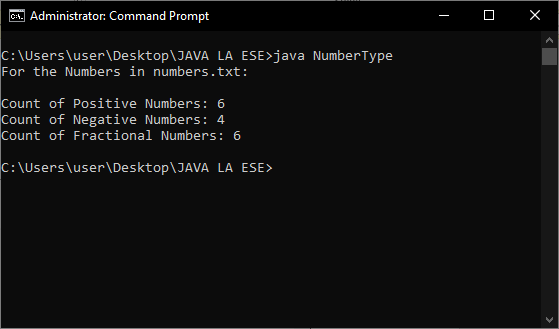 Administrator: Command Prompt
C:\Users\user\Desktop\JAVA LA ESE>java NumberType
For the Numbers in numbers.txt:
Count of Positive Numbers: 6
Count of Negative Numbers: 4
Count of Fractional Numbers: 6
C:\Users\user\Desktop\JAVA LA ESE>